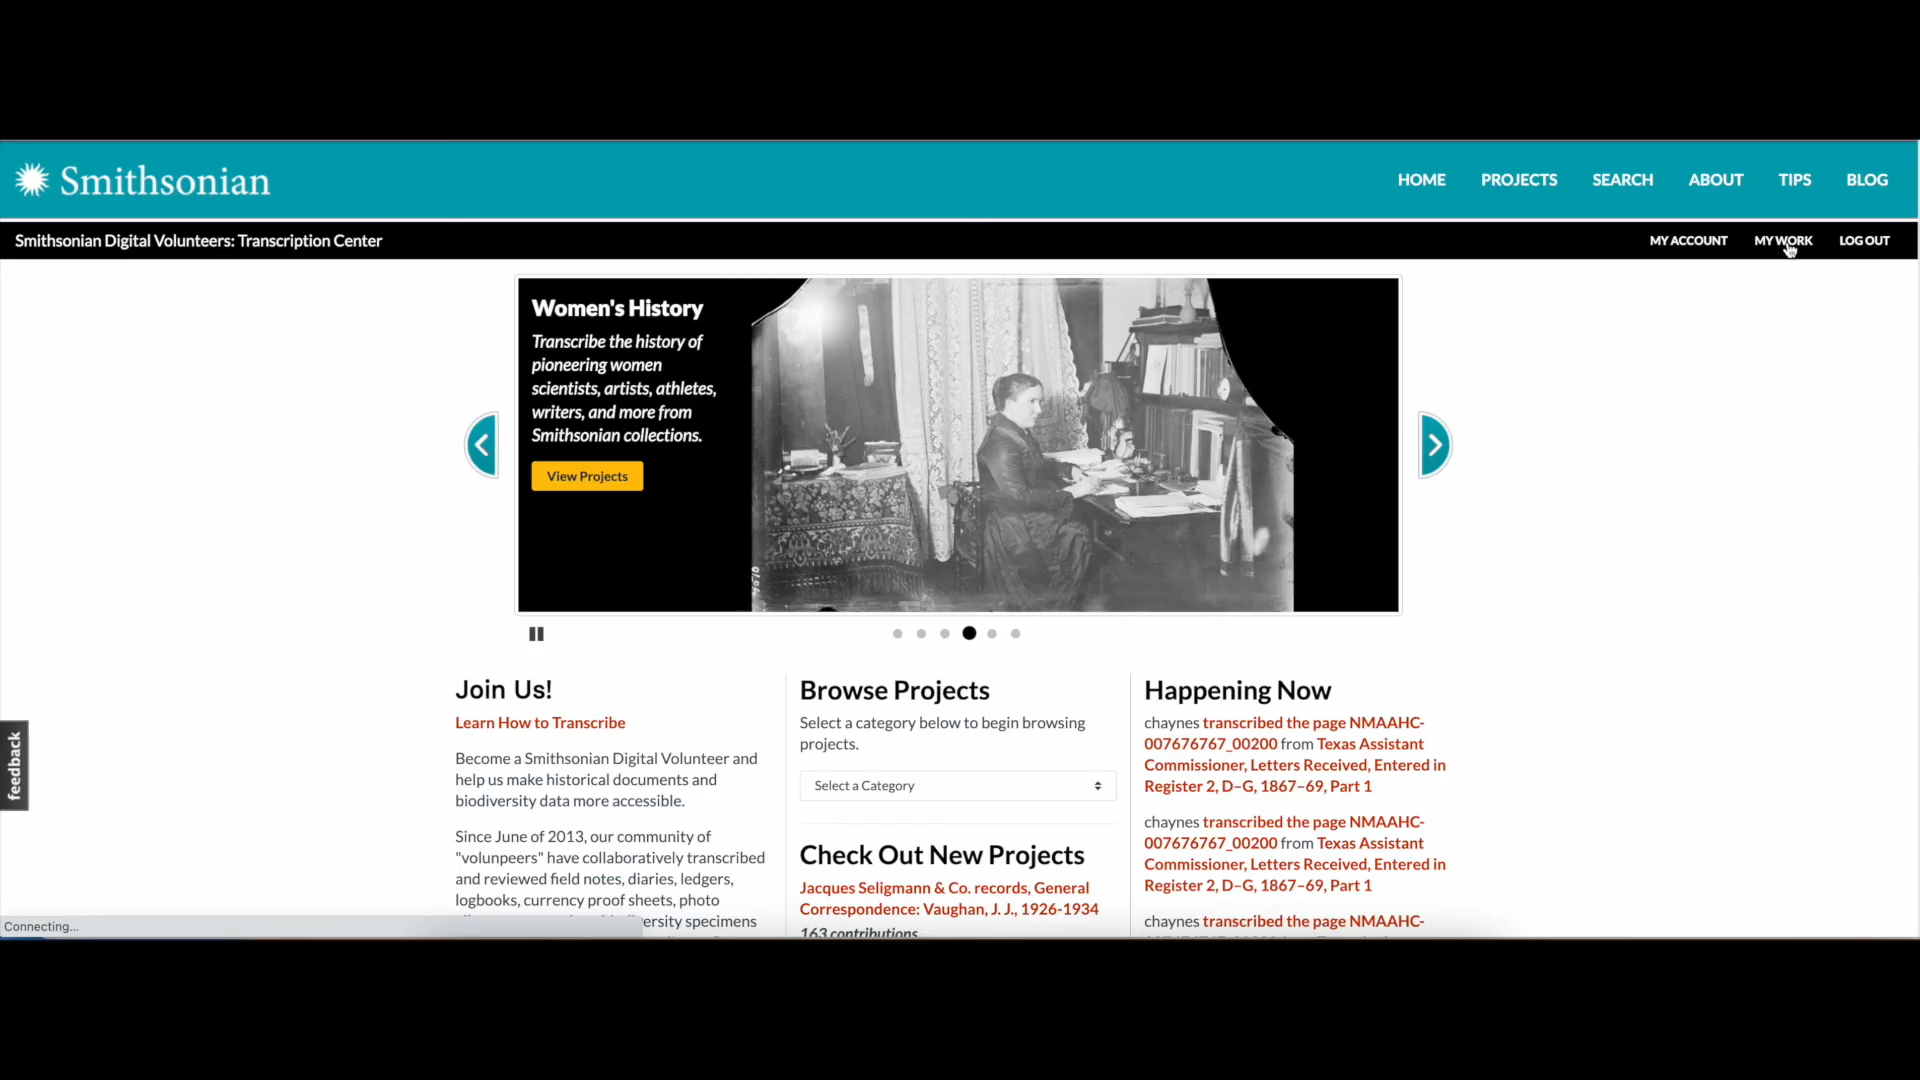 Smithsonian
HOME PROJECTS SEARCH ABOUT TIPS BLOG
Smithsonian Digital Volunteers: Transcription Center
MY ACCOUNT MY WORK LOG OUT
Women's History
Transcribe the history of
pioneering women
scientists, artists, athletes,
writers, and more from
Smithsonian collections.
View Projects
Join Us!
Learn How to Transcribe
Become a Smithsonian Digital Volunteer and
help us make historical documents and
biodiversity data more accessible.
Since June of 2013, our community of
"volunpeers" have collaboratively transcribed
and reviewed field notes, diaries, ledgers,
logbooks, currency proof sheets, photo
specimens
Browse Projects
Select a category below to begin browsing
projects.
Select a Category
Check Out New Projects
Jacques Seligmann & Co. records, General
Correspondence: Vaughan, J. J., 1926-1934
163 contributions
Happening Now
chaynes transcribed the page NMAAHC-
007676767_00200 from Texas Assistant
Commissioner, Letters Received, Entered in
Register 2, D–G, 1867–69, Part 1
chaynes transcribed the page NMAAHC-
007676767_00200 from Texas Assistant
Commissioner, Letters Received, Entered in
Register 2, D–G, 1867–69, Part 1
chaynes transcribed the page NMAAHC-
feedback
Connecting...